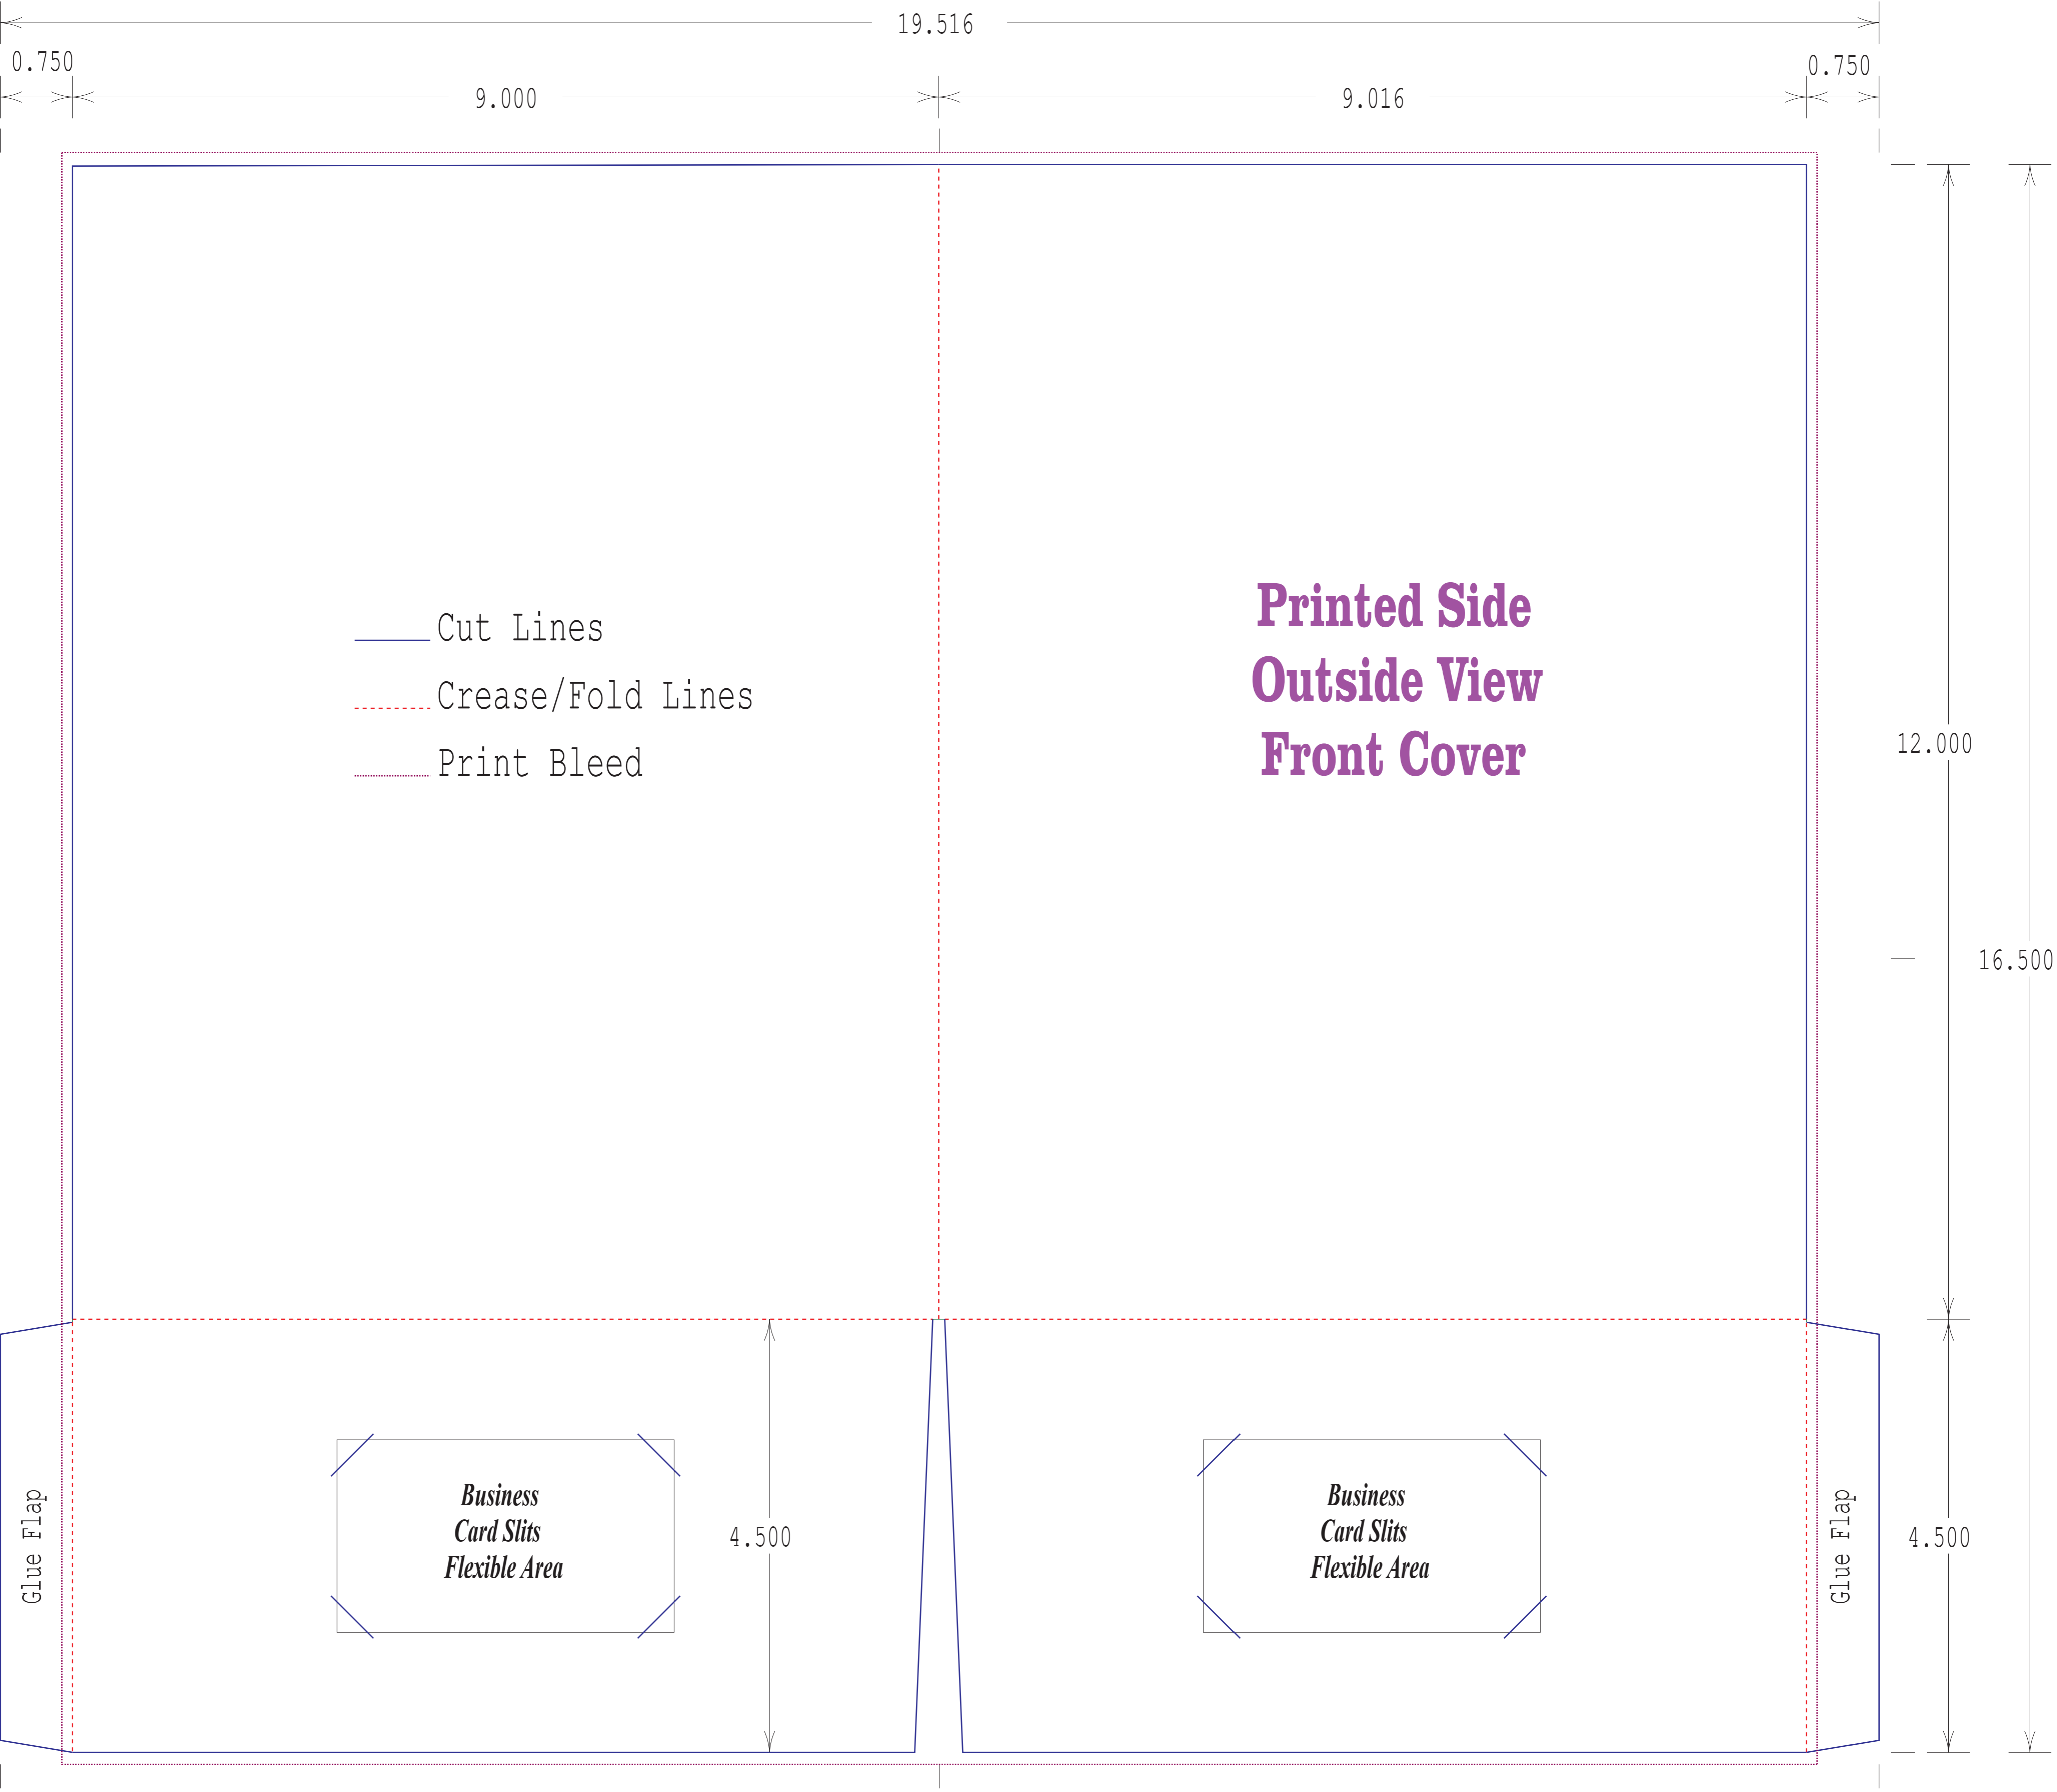 19.516
0.750
0.750
9.000
9.016
Cut Lines
Crease/Fold Lines
Print Bleed
Printed Side
Outside View
Front Cover
12.000
16.500
Glue Flap
Business
Card Slits
Flexible Area
4.500
Business
Card Slits
Flexible Area
Glue Flap
4.500